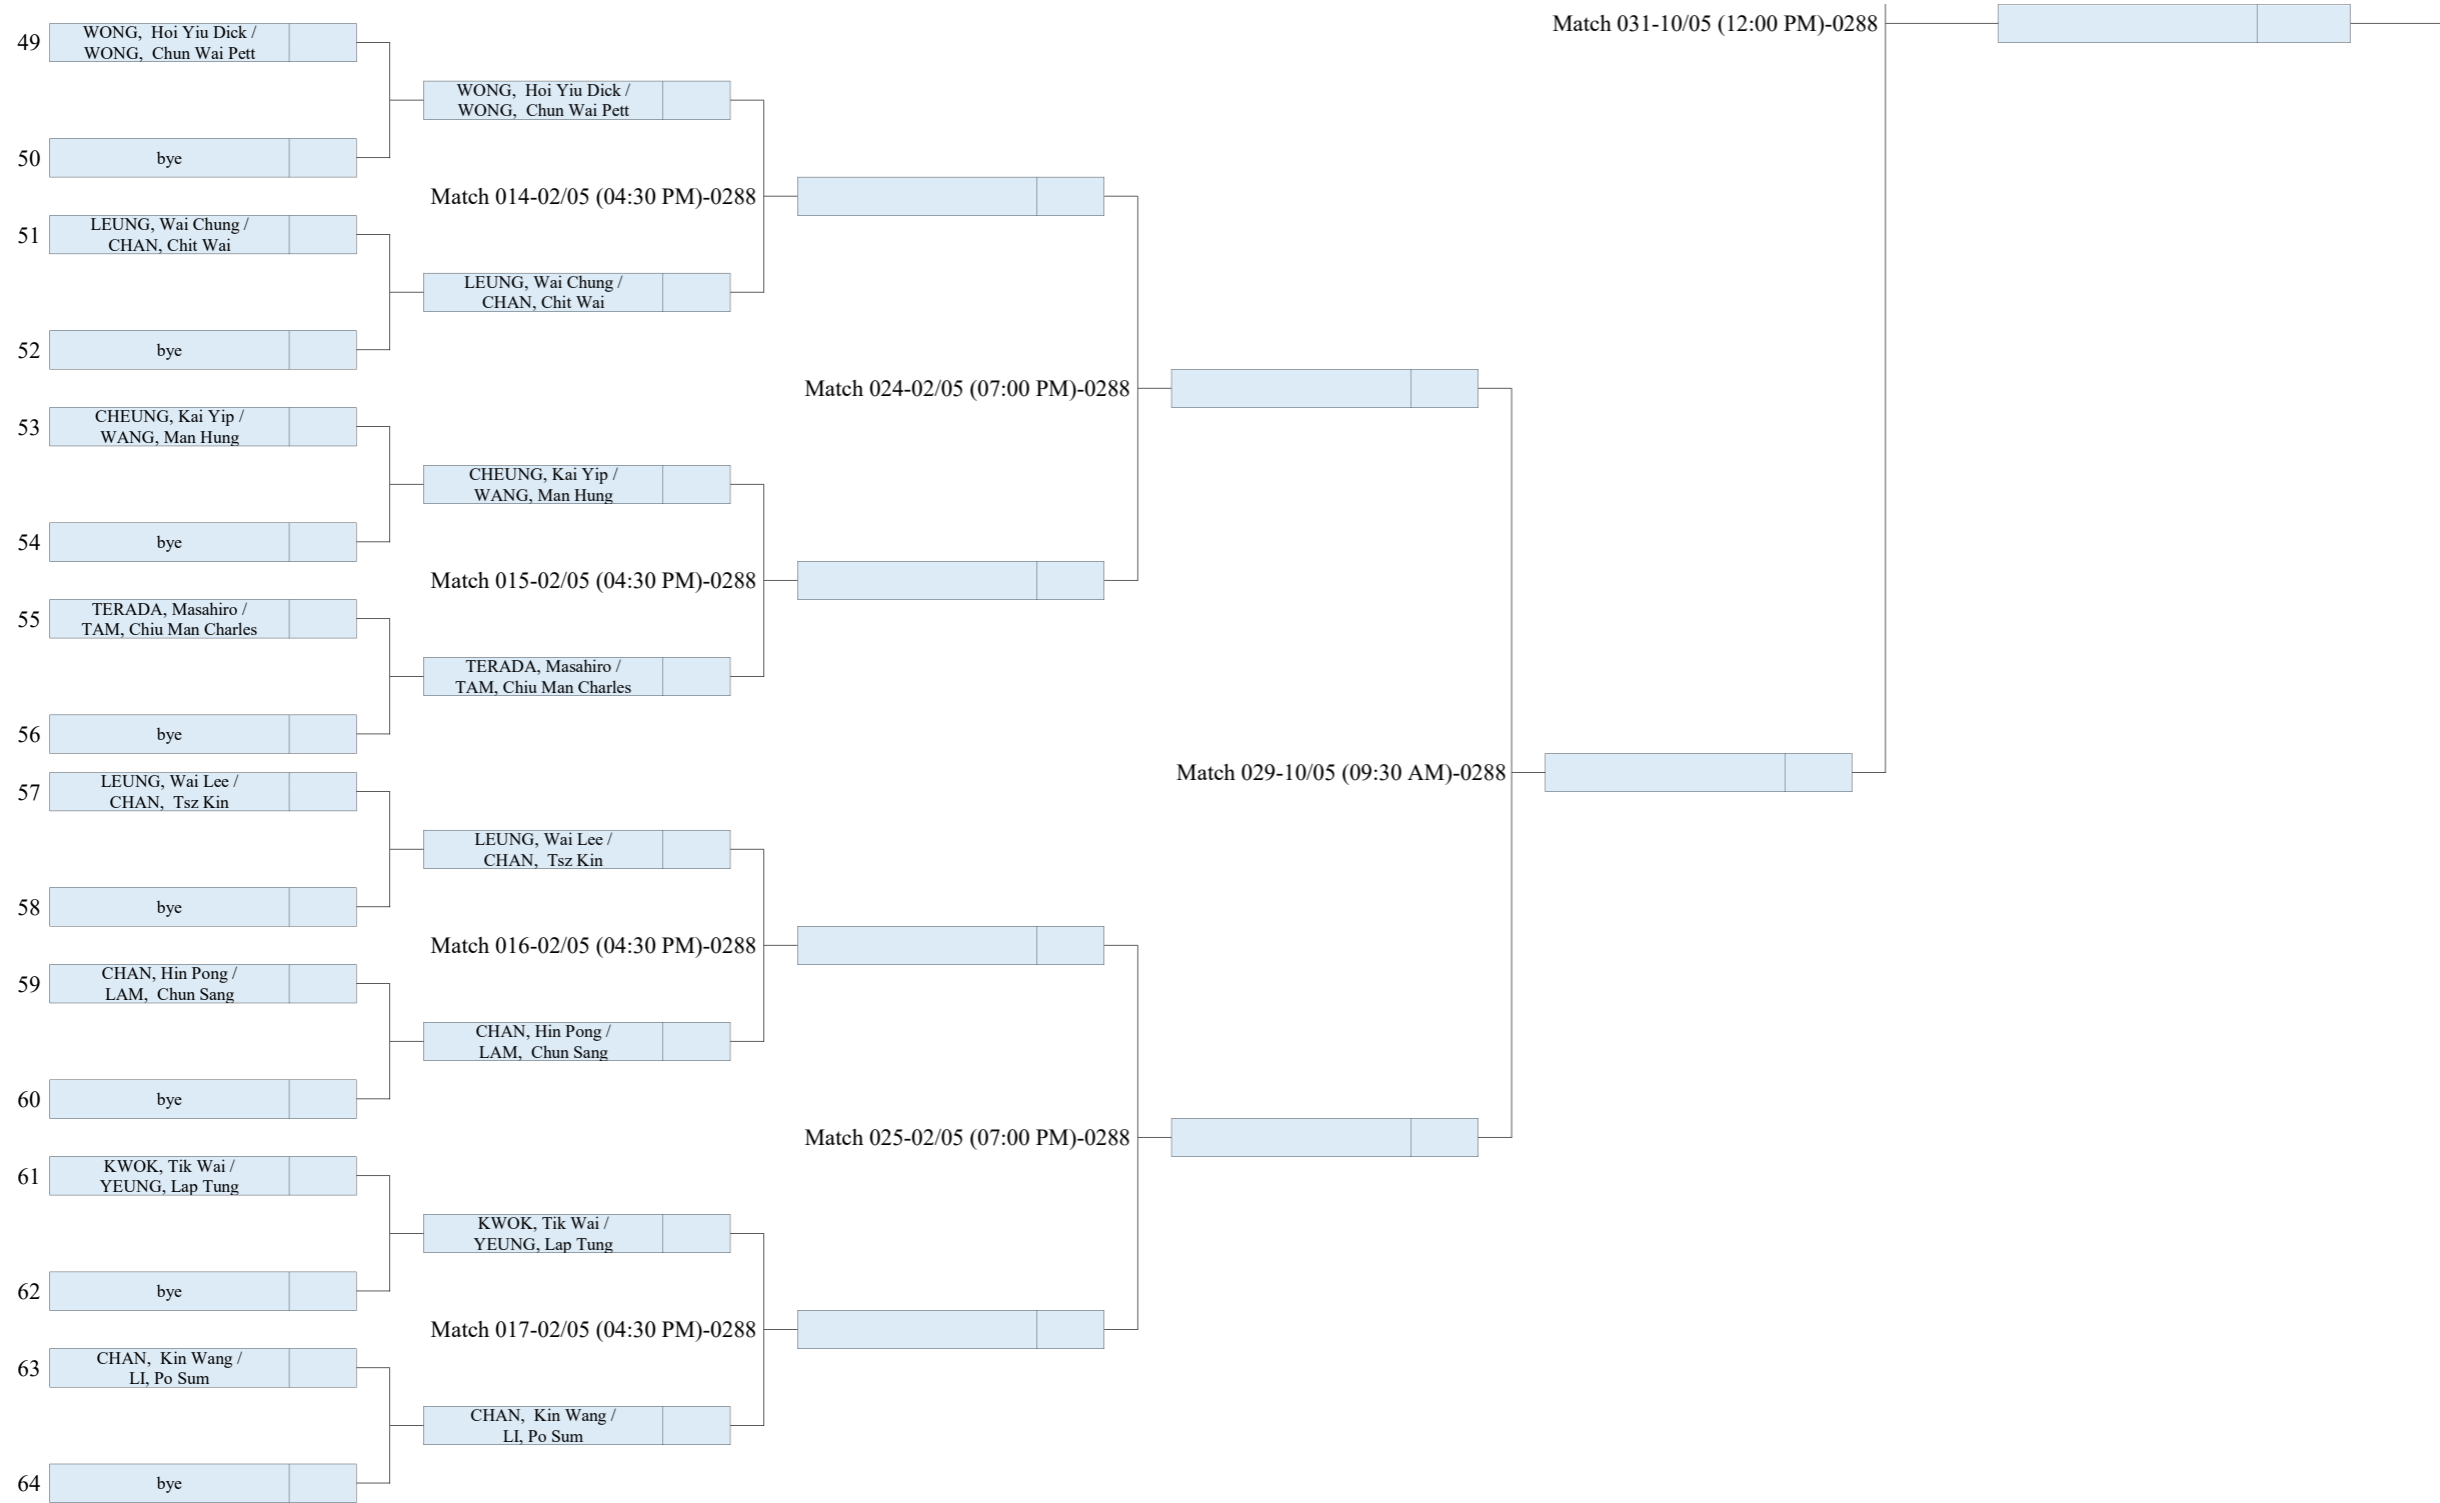 Match 031-10/05 (12:00 PM)-0288
49
WONG,  Hoi Yiu Dick /
WONG,  Chun Wai Pett
WONG,  Hoi Yiu Dick /
WONG,  Chun Wai Pett
50
bye
Match 014-02/05 (04:30 PM)-0288
51
LEUNG, Wai Chung /
CHAN, Chit Wai
LEUNG, Wai Chung /
CHAN, Chit Wai
52
bye
Match 024-02/05 (07:00 PM)-0288
53
CHEUNG, Kai Yip /
WANG, Man Hung
CHEUNG, Kai Yip /
WANG, Man Hung
54
bye
Match 015-02/05 (04:30 PM)-0288
55
TERADA, Masahiro /
TAM, Chiu Man Charles
TERADA, Masahiro /
TAM, Chiu Man Charles
56
bye
Match 029-10/05 (09:30 AM)-0288
57
LEUNG, Wai Lee /
CHAN,  Tsz Kin
LEUNG, Wai Lee /
CHAN,  Tsz Kin
58
bye
Match 016-02/05 (04:30 PM)-0288
59
CHAN, Hin Pong /
LAM,  Chun Sang
CHAN, Hin Pong /
LAM,  Chun Sang
60
bye
Match 025-02/05 (07:00 PM)-0288
61
KWOK, Tik Wai /
YEUNG, Lap Tung
KWOK, Tik Wai /
YEUNG, Lap Tung
62
bye
Match 017-02/05 (04:30 PM)-0288
63
CHAN,  Kin Wang /
LI, Po Sum
CHAN,  Kin Wang /
LI, Po Sum
64
bye